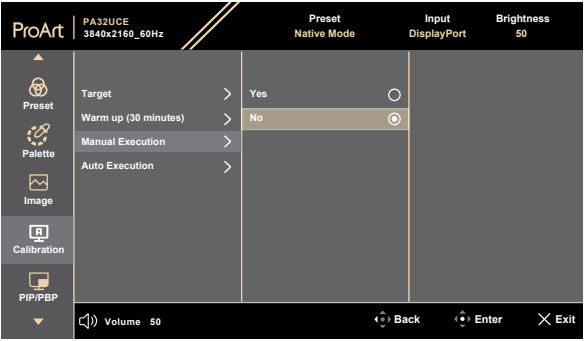 ProArt
PA32UCE
3840x2160_60Hz
Preset
Native Mode
Input
DisplayPort
Brightness
50
Preset
Palette
Image
Calibration
PIP/PBP
Target
Warm up (30 minutes)
Manual Execution
Auto Execution
Yes
No
Volume 50
Back
Enter
Exit